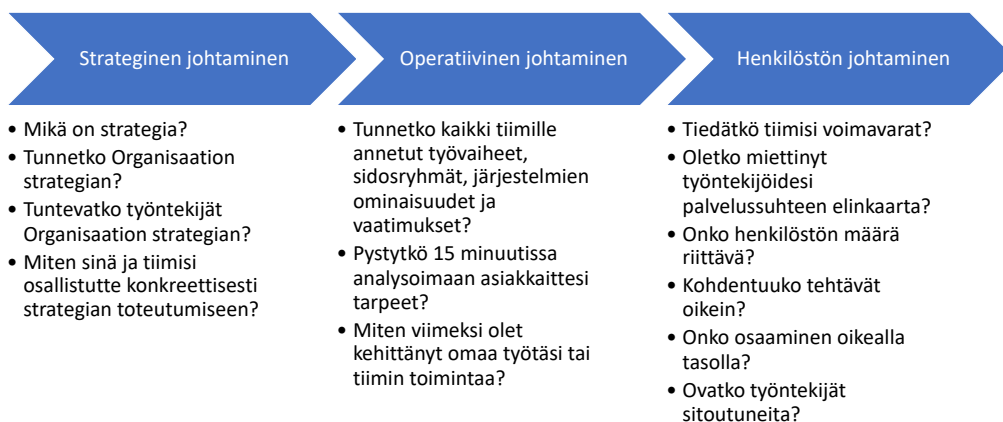 Strateginen johtaminen
• Mikä on strategia?
• Tunnetko Organisaation
strategian?
• Tuntevatko työntekijät
Organisaation strategian?
• Miten sinä ja tiimisi
osallistutte konkreettisesti
strategian toteutumiseen?
Operatiivinen johtaminen
• Tunnetko kaikki tiimille
annetut työvaiheet,
sidosryhmät, järjestelmien
ominaisuudet ja
vaatimukset?
• Pystytkö 15 minuutissa
analysoimaan asiakkaittesi
tarpeet?
• Miten viimeksi olet
kehittänyt omaa työtäsi tai
tiimin toimintaa?
Henkilöstön johtaminen
• Tiedätkö tiimisi voimavarat?
• Oletko miettinyt
työntekijöidesi
palvelussuhteen elinkaarta?
• Onko henkilöstön määrä
riittävä?
• Kohdentuuko tehtävät
oikein?
• Onko osaaminen oikealla
tasolla?
• Ovatko työntekijät
sitoutuneita?